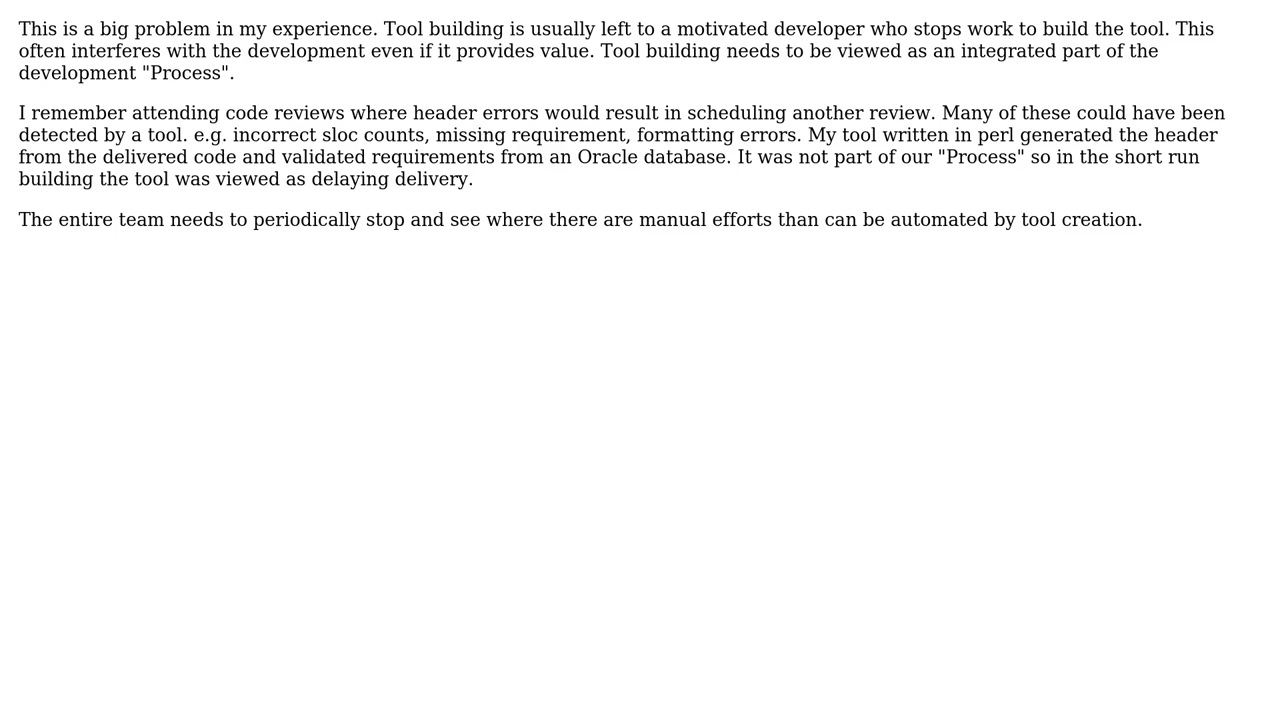 This is a big problem in my experience. Tool building is usually left to a motivated developer who stops work to build the tool. This
often interferes with the development even if it provides value. Tool building needs to be viewed as an integrated part of the
development "Process".
I remember attending code reviews where header errors would result in scheduling another review. Many of these could have been
detected by a tool. e.g. incorrect sloc counts, missing requirement, formatting errors. My tool written in perl generated the header
from the delivered code and validated requirements from an Oracle database. It was not part of our "Process" so in the short run
building the tool was viewed as delaying delivery.
The entire team needs to periodically stop and see where there are manual efforts than can be automated by tool creation.